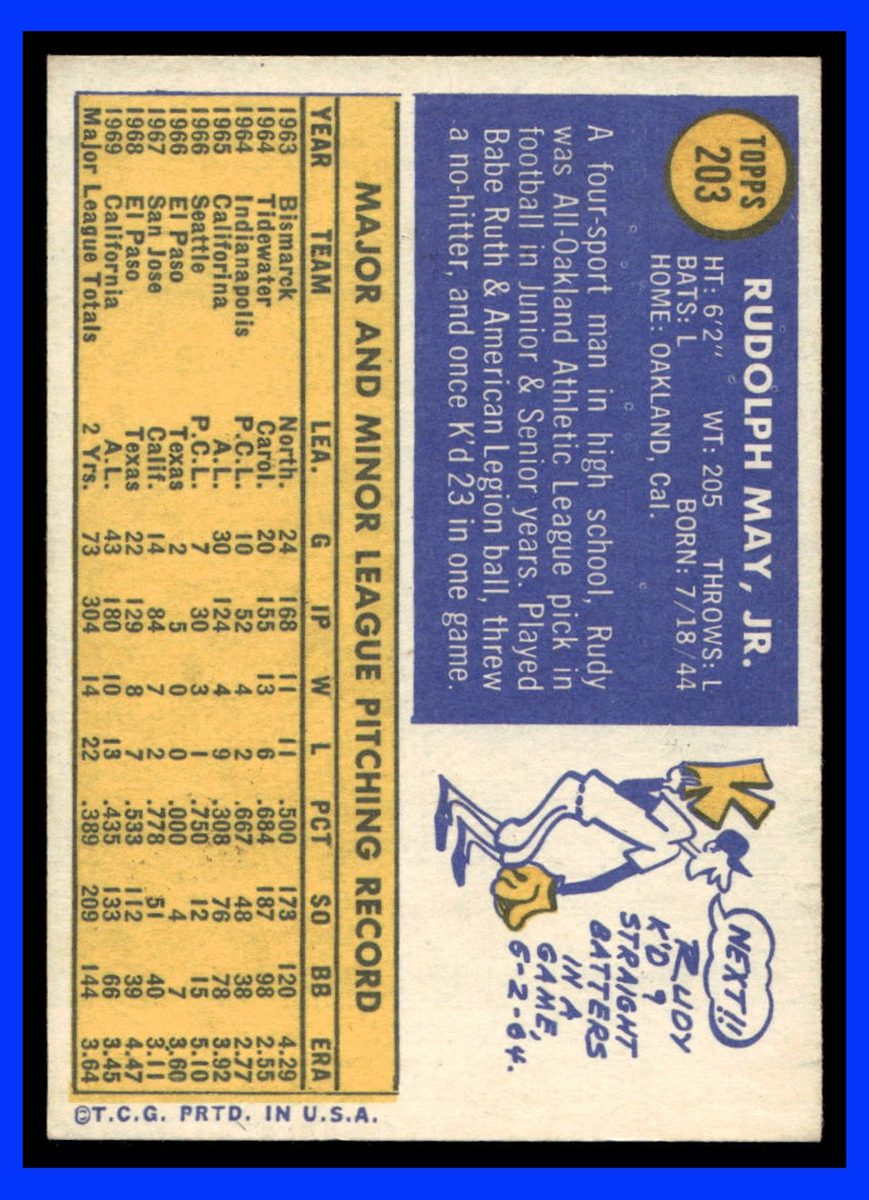 TOPPS
203
RUDOLPH MAY, JR.
HT: 6'2" WT: 205 THROWS: L
BATS: L BORN: 7/18/44
HOME: OAKLAND, Cal.
A four-sport man in high school, Rudy
was All-Oakland Athletic League pick in
football in Junior & Senior years. Played
Babe Ruth & American Legion ball, threw
a no-hitter, and once K'd 23 in one game.
NEXT!!
K
RUDY
K'D 9
STRAIGHT
BATTERS
IN A
GAME,
6-2-64.
MAJOR AND MINOR LEAGUE PITCHING RECORD
YEAR TEAM LEA. G IP W L PCT SO BB ERA
1963 Bismarck North. 24 168 11 11 .500 173 120 4.29
1964 Tidewater Carol. 20 155 13 6 .684 187 98 2.55
1964 Indianapolis P.C.L. 10 52 4 2 .667 48 38 2.77
1965 Califorina A.L. 30 124 4 9 .308 76 78 3.92
1966 Seattle P.C.L. 7 30 3 1 .750 12 15 5.10
1966 El Paso Texas 2 5 0 0 .000 4 7 3.60
1967 San Jose Calif. 14 84 7 2 .778 51 40 3.11
1968 El Paso Texas 22 129 8 7 .533 112 39 4.47
1969 California A.L. 43 180 10 13 .435 133 66 3.45
Major League Totals 2 Yrs. 73 304 14 22 .389 209 144 3.64
©T.C.G. PRTD. IN U.S.A.